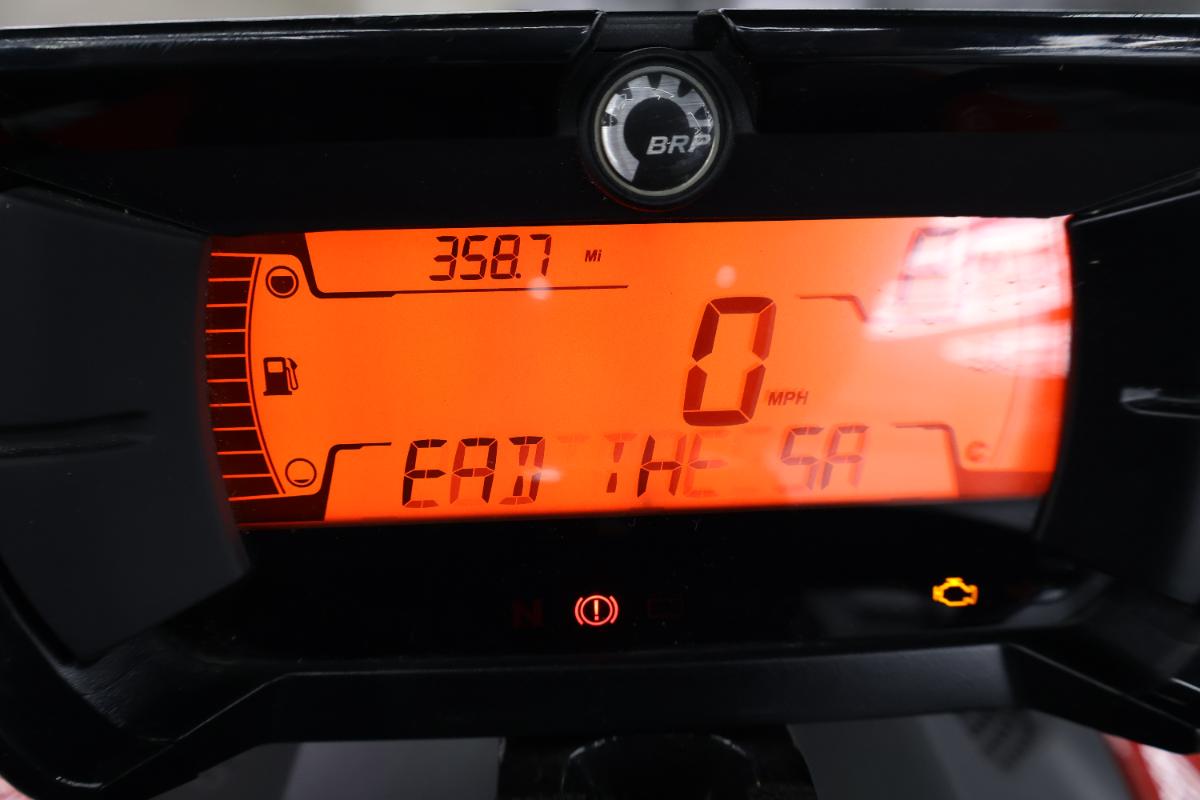 BRP
358.7 Mi
0 MPH
EAD THE SA
N